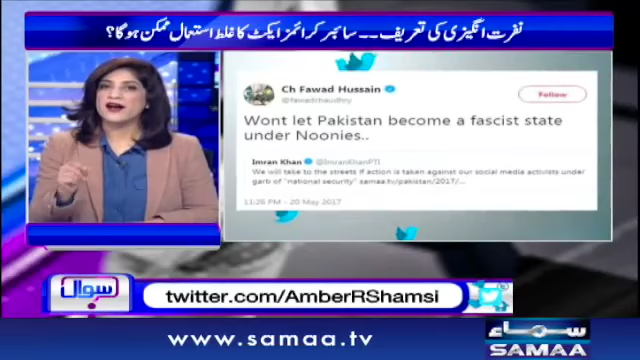 نفرت انگیزی کی تعریف۔۔ سائبر کرائمز ایکٹ کا غلط استعمال ممکن ہوگا؟
Ch Fawad Hussain
@fawadchaudhry
Follow
Wont let Pakistan become a fascist state
under Noonies..
Imran Khan @ImranKhanPTI
We will take to the streets if action is taken against our social media activists under
garb of "national security" samaa.tv/pakistan/2017/...
11:26 PM - 20 May 2017
سوال
twitter.com/AmberRShamsi
www.samaa.tv
سماء
SAMAA